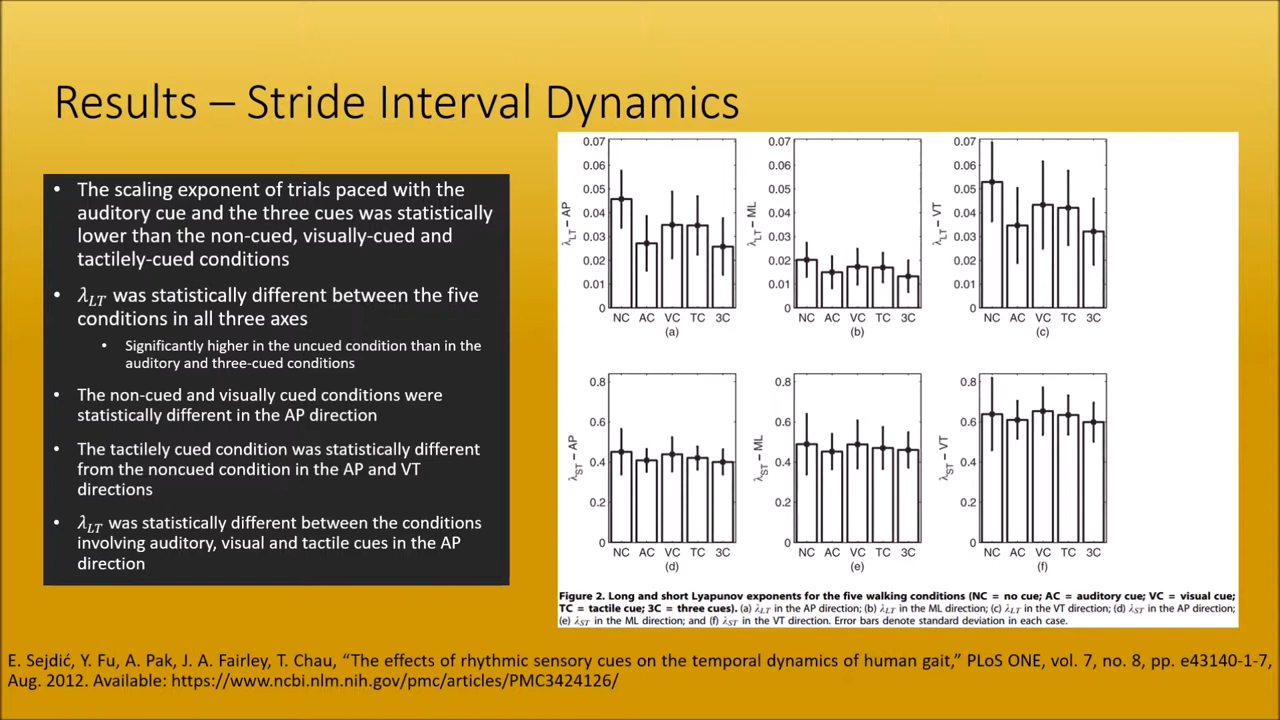 Results – Stride Interval Dynamics
• The scaling exponent of trials paced with the
auditory cue and the three cues was statistically
lower than the non-cued, visually-cued and
tactilely-cued conditions
• λLT was statistically different between the five
conditions in all three axes
• Significantly higher in the uncued condition than in the
auditory and three-cued conditions
• The non-cued and visually cued conditions were
statistically different in the AP direction
• The tactilely cued condition was statistically different
from the noncued condition in the AP and VT
directions
• λLT was statistically different between the conditions
involving auditory, visual and tactile cues in the AP
direction
λLT – AP
0.07
0.06
0.05
0.04
0.03
0.02
0.01
0
NC AC VC TC 3C
(a)
λLT – ML
0.07
0.06
0.05
0.04
0.03
0.02
0.01
0
NC AC VC TC 3C
(b)
λLT – VT
0.07
0.06
0.05
0.04
0.03
0.02
0.01
0
NC AC VC TC 3C
(c)
λST – AP
0.8
0.6
0.4
0.2
0
NC AC VC TC 3C
(d)
λST – ML
0.8
0.6
0.4
0.2
0
NC AC VC TC 3C
(e)
λST – VT
0.8
0.6
0.4
0.2
0
NC AC VC TC 3C
(f)
Figure 2. Long and short Lyapunov exponents for the five walking conditions (NC = no cue; AC = auditory cue; VC = visual cue;
TC = tactile cue; 3C = three cues). (a) λLT in the AP direction; (b) λLT in the ML direction; (c) λLT in the VT direction; (d) λST in the AP direction;
(e) λST in the ML direction; and (f) λST in the VT direction. Error bars denote standard deviation in each case.
E. Sejdić, Y. Fu, A. Pak, J. A. Fairley, T. Chau, “The effects of rhythmic sensory cues on the temporal dynamics of human gait,” PLoS ONE, vol. 7, no. 8, pp. e43140-1-7,
Aug. 2012. Available: https://www.ncbi.nlm.nih.gov/pmc/articles/PMC3424126/